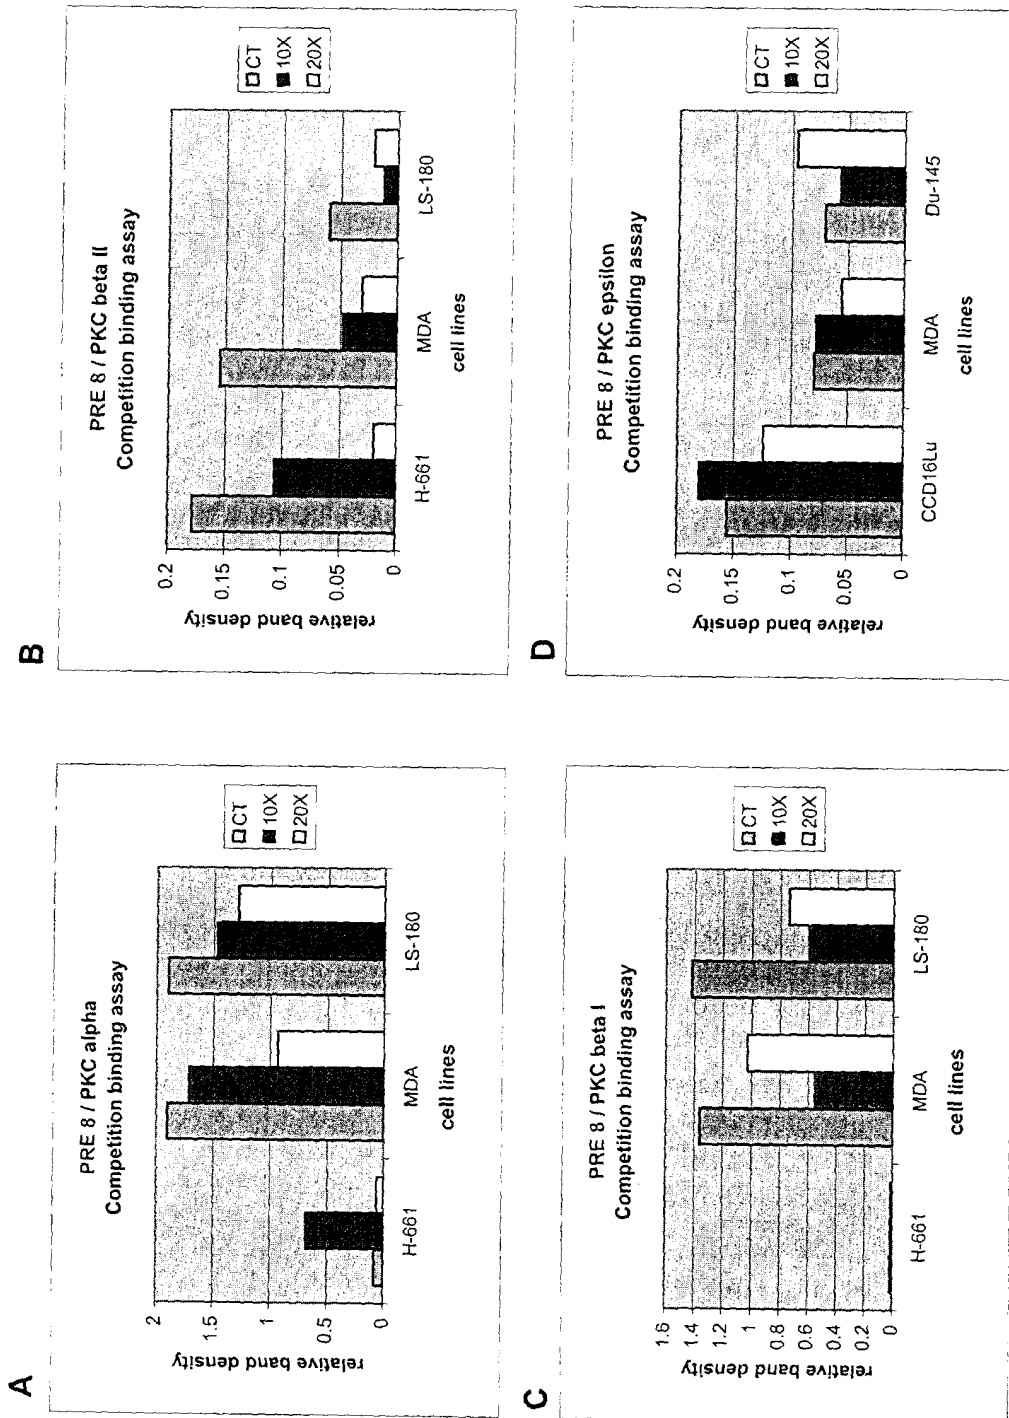 A
PRE 8 / PKC alpha
Competition binding assay
relative band density
2
1.5
1
0.5
0
H-661
MDA
LS-180
cell lines
CT
10X
20X
B
PRE 8 / PKC beta II
Competition binding assay
relative band density
0.2
0.15
0.1
0.05
0
H-661
MDA
LS-180
cell lines
CT
10X
20X
C
PRE 8 / PKC beta I
Competition binding assay
relative band density
1.6
1.4
1.2
1
0.8
0.6
0.4
0.2
0
H-661
MDA
LS-180
cell lines
CT
10X
20X
D
PRE 8 / PKC epsilon
Competition binding assay
relative band density
0.2
0.15
0.1
0.05
0
CCD16Lu
MDA
Du-145
cell lines
CT
10X
20X